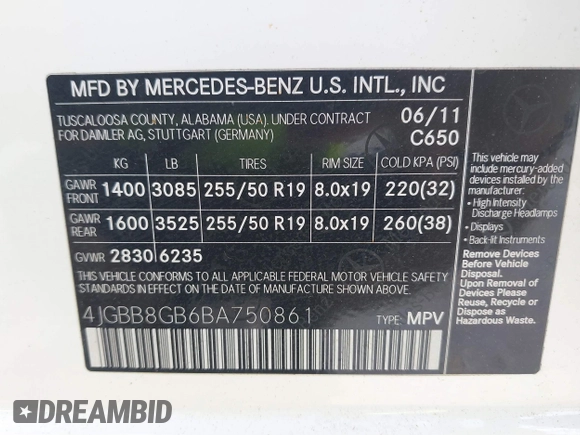 MFD BY MERCEDES-BENZ U.S. INTL., INC
TUSCALOOSA COUNTY, ALABAMA (USA). UNDER CONTRACT
FOR DAIMLER AG, STUTTGART (GERMANY)
06/11
C650
KG LB TIRES RIM SIZE COLD KPA (PSI)
GAWR FRONT 1400 3085 255/50 R19 8.0x19 220(32)
GAWR REAR 1600 3525 255/50 R19 8.0x19 260(38)
GVWR 2830 6235
THIS VEHICLE CONFORMS TO ALL APPLICABLE FEDERAL MOTOR VEHICLE SAFETY
STANDARDS IN EFFECT ON THE DATE OF MANUFACTURE SHOWN ABOVE.
4JGBB8GB6BA750861
TYPE: MPV
This vehicle may
include mercury-added
devices installed by the
manufacturer:
• High Intensity
Discharge Headlamps
• Displays
• Back-lit Instruments
Remove Devices
Before Vehicle
Disposal.
Upon Removal
Please Reuse,
Recycle or Dispose
as Hazardous Waste.
DREAMBID